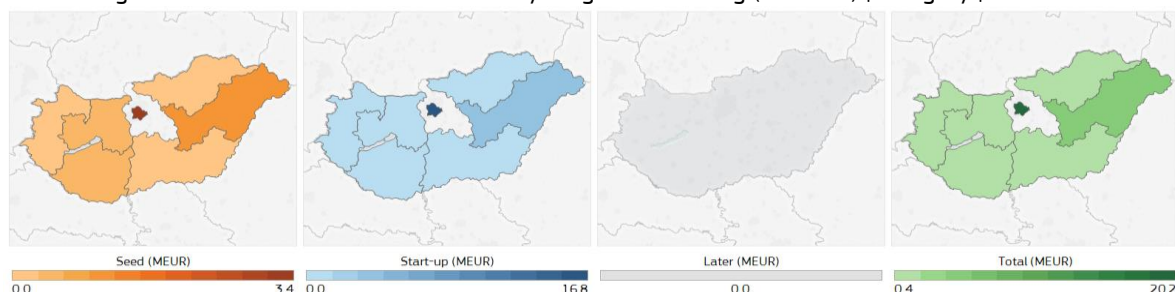 Seed (MEUR)
0.0 3.4
Start-up (MEUR)
0.0 16.8
Later (MEUR)
0.0
Total (MEUR)
0.4 20.2